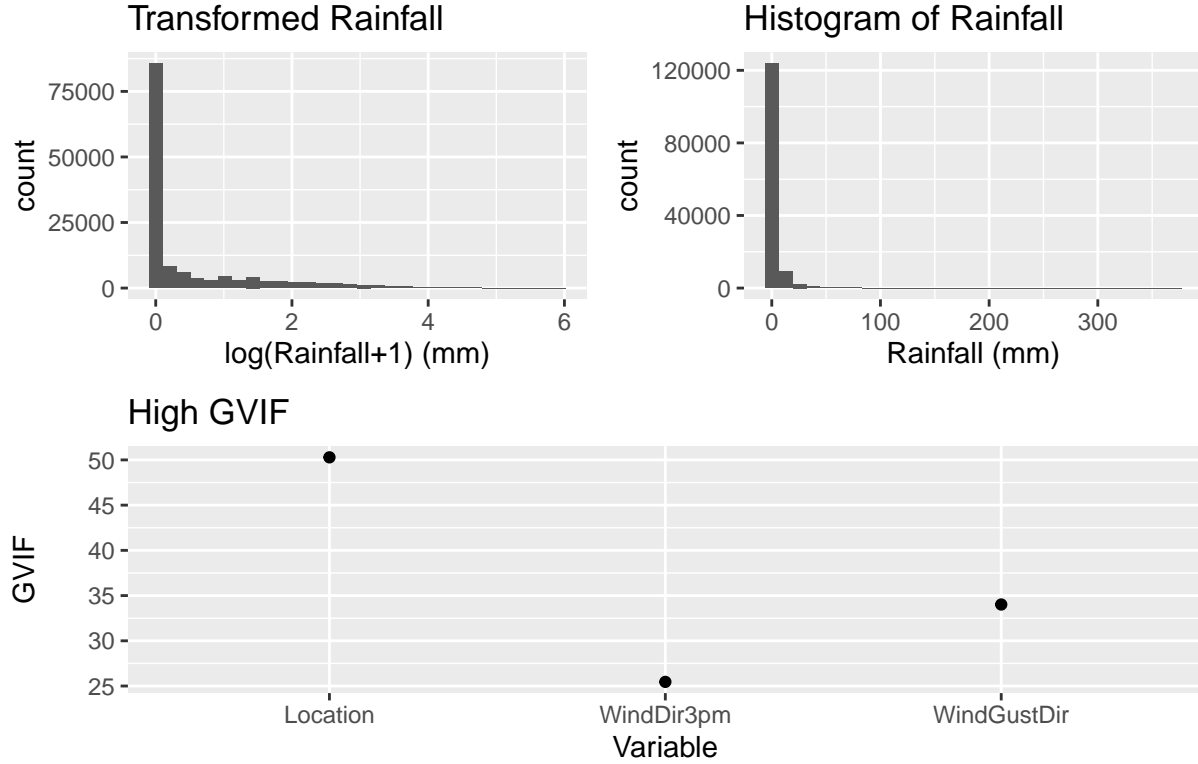 Transformed Rainfall
75000
50000
25000
0
count
0 2 4 6
log(Rainfall+1) (mm)
Histogram of Rainfall
120000
80000
40000
0
count
0 100 200 300
Rainfall (mm)
High GVIF
50
45
40
35
30
25
GVIF
Location WindDir3pm WindGustDir
Variable